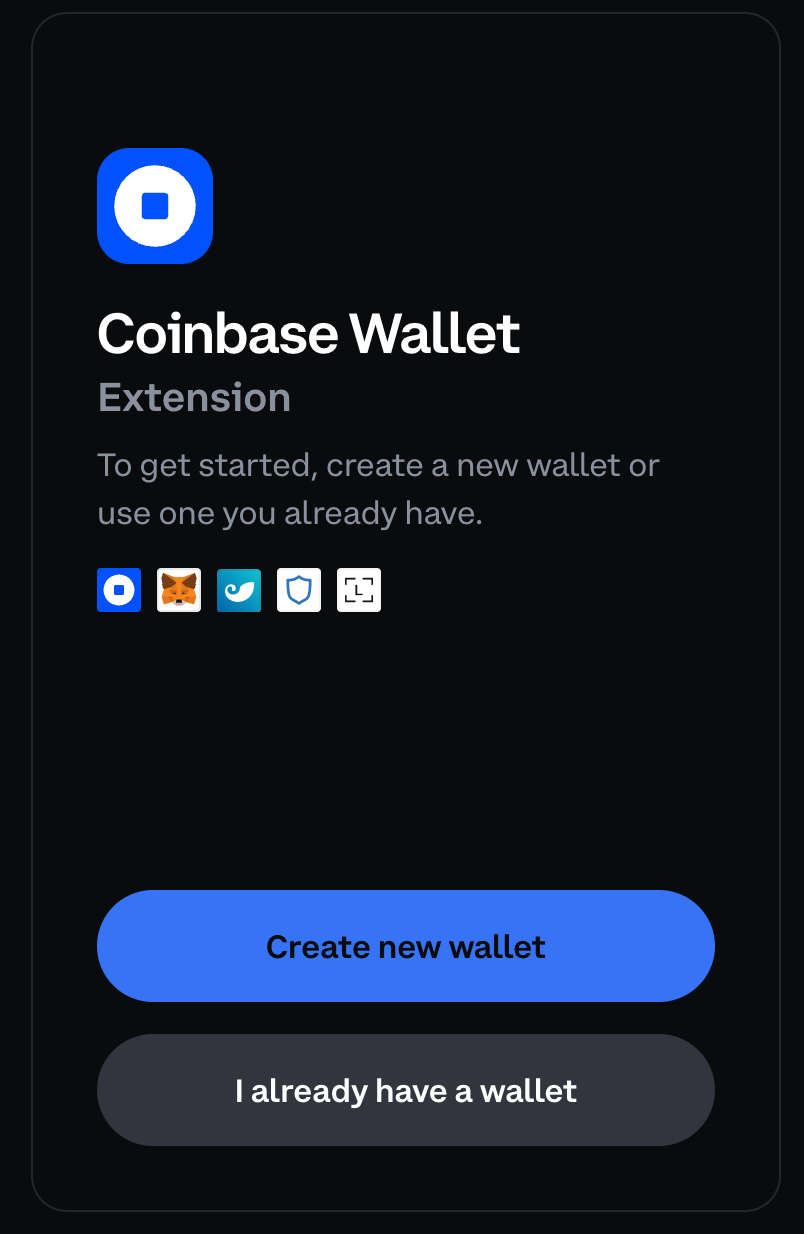 Coinbase Wallet
Extension
To get started, create a new wallet or
use one you already have.
Create new wallet
I already have a wallet